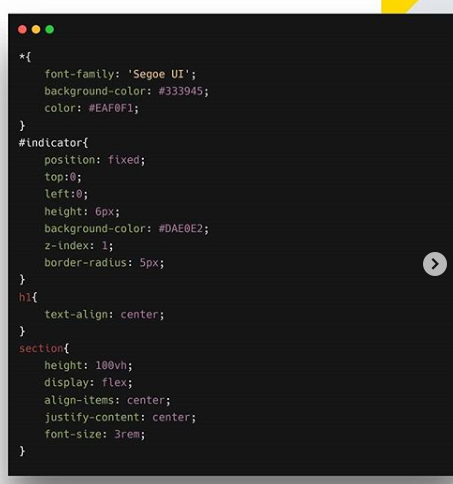 *{
font-family: 'Segoe UI';
background-color: #333945;
color: #EAF0F1;
}
#indicator{
position: fixed;
top:0;
left:0;
height: 6px;
background-color: #DAE0E2;
z-index: 1;
border-radius: 5px;
}
h1{
text-align: center;
}
section{
height: 100vh;
display: flex;
align-items: center;
justify-content: center;
font-size: 3rem;
}